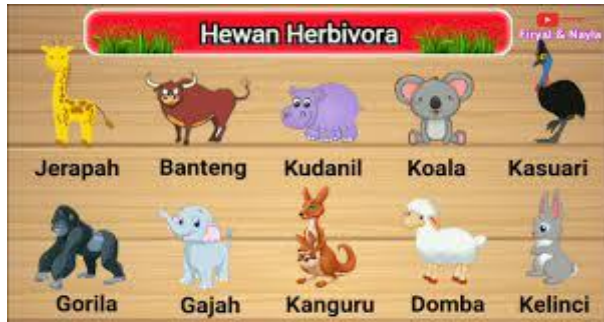 Hewan Herbivora
Firyal & Nayla
Jerapah Banteng Kudanil Koala Kasuari
Gorila Gajah Kanguru Domba Kelinci